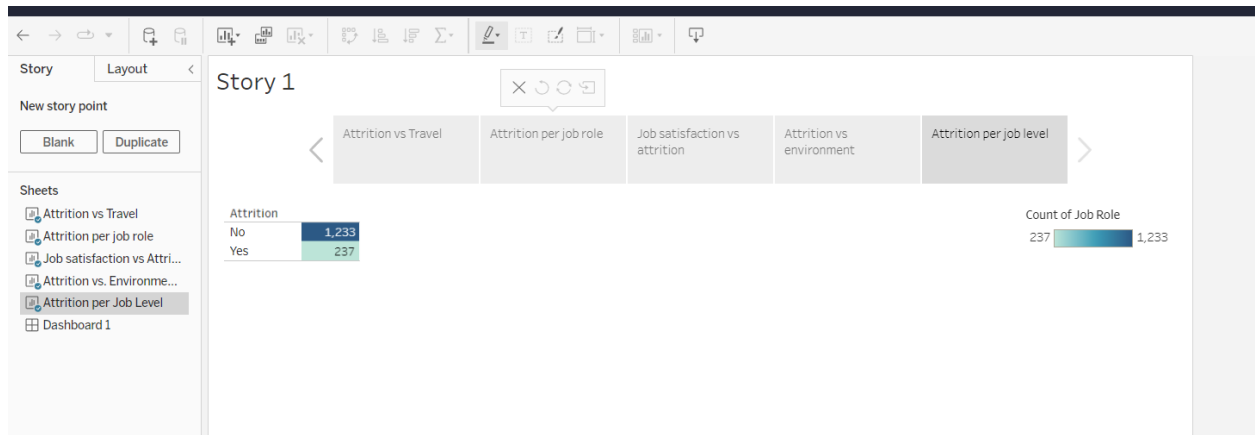 Story Layout
Story 1
New story point
Blank Duplicate
Attrition vs Travel
Attrition per job role
Job satisfaction vs
attrition
Attrition vs
environment
Attrition per job level
Sheets
Attrition vs Travel
Attrition per job role
Job satisfaction vs Attri...
Attrition vs. Environme...
Attrition per Job Level
Dashboard 1
Attrition
No 1,233
Yes 237
Count of Job Role
237 1,233